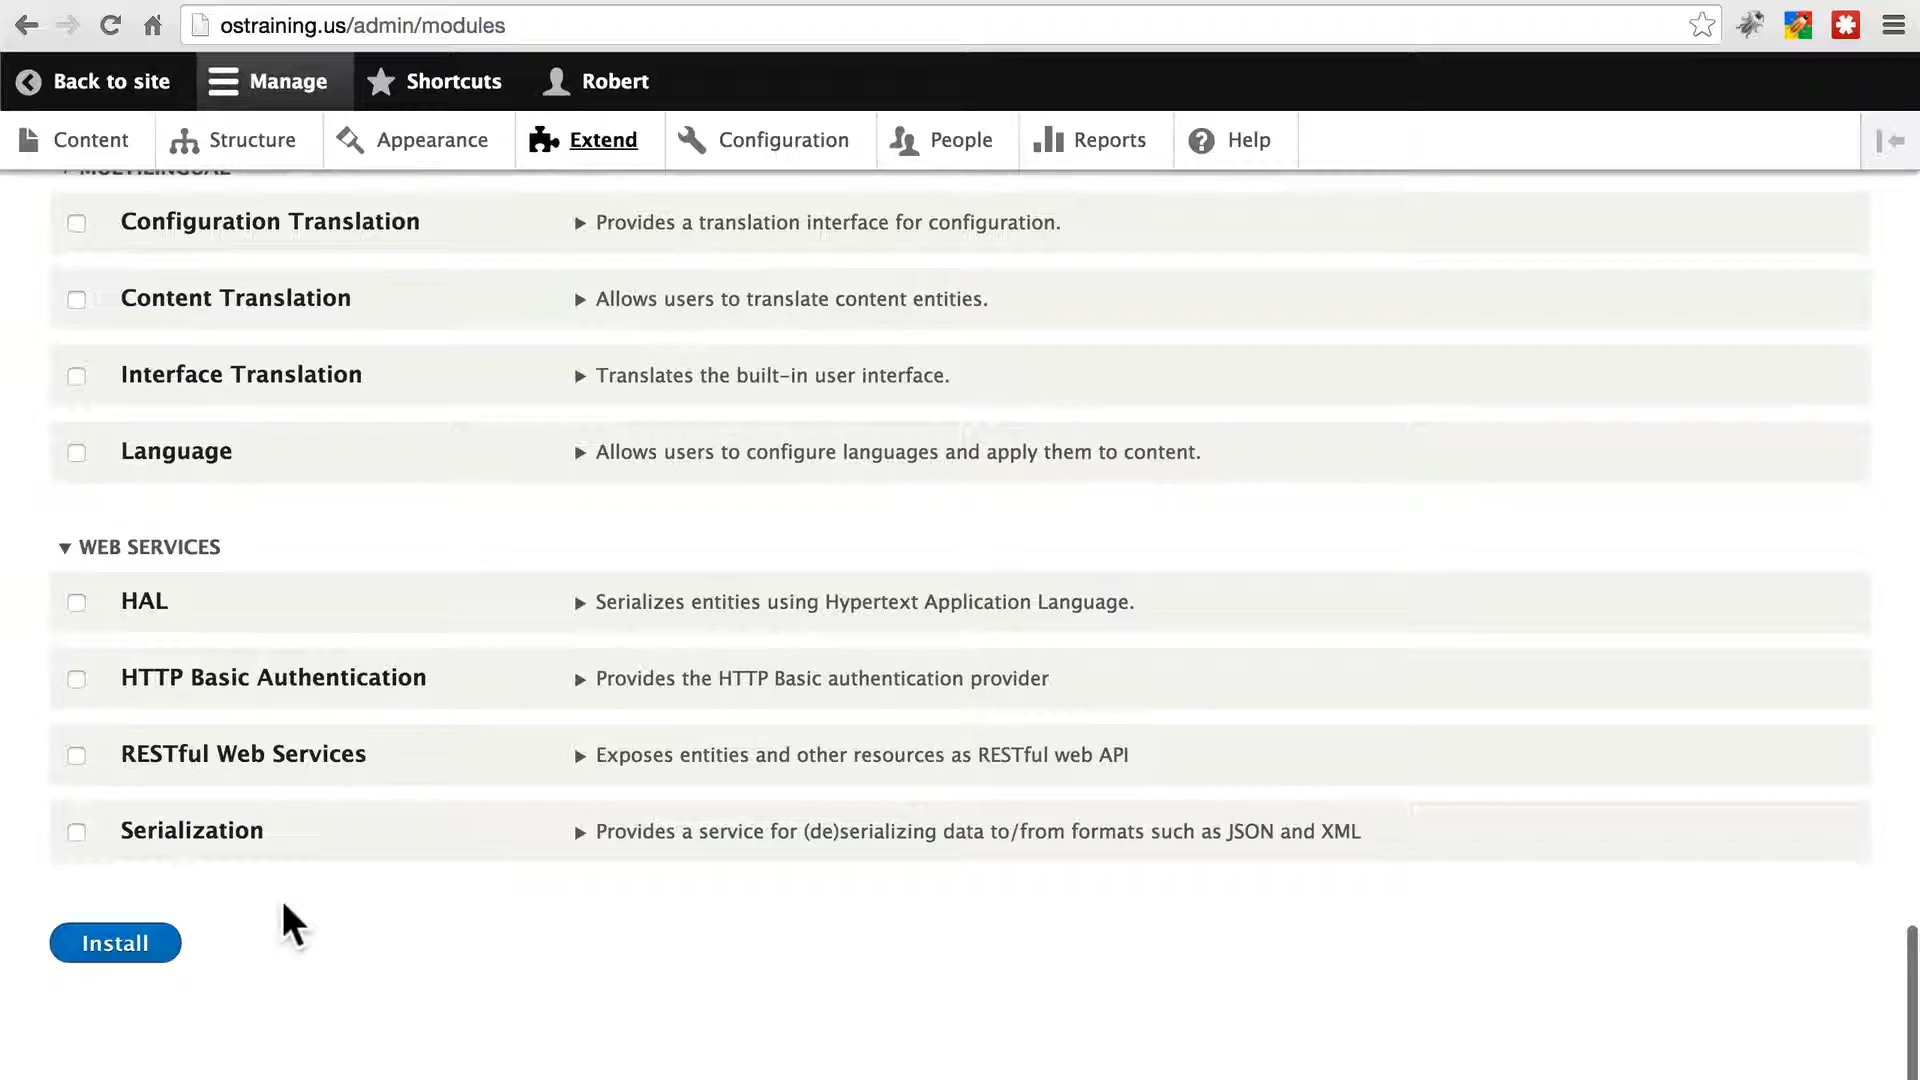 ostraining.us/admin/modules
Back to site Manage Shortcuts Robert
Content Structure Appearance Extend Configuration People Reports Help
MULTILINGUAL
Configuration Translation Provides a translation interface for configuration.
Content Translation Allows users to translate content entities.
Interface Translation Translates the built-in user interface.
Language Allows users to configure languages and apply them to content.
WEB SERVICES
HAL Serializes entities using Hypertext Application Language.
HTTP Basic Authentication Provides the HTTP Basic authentication provider
RESTful Web Services Exposes entities and other resources as RESTful web API
Serialization Provides a service for (de)serializing data to/from formats such as JSON and XML
Install